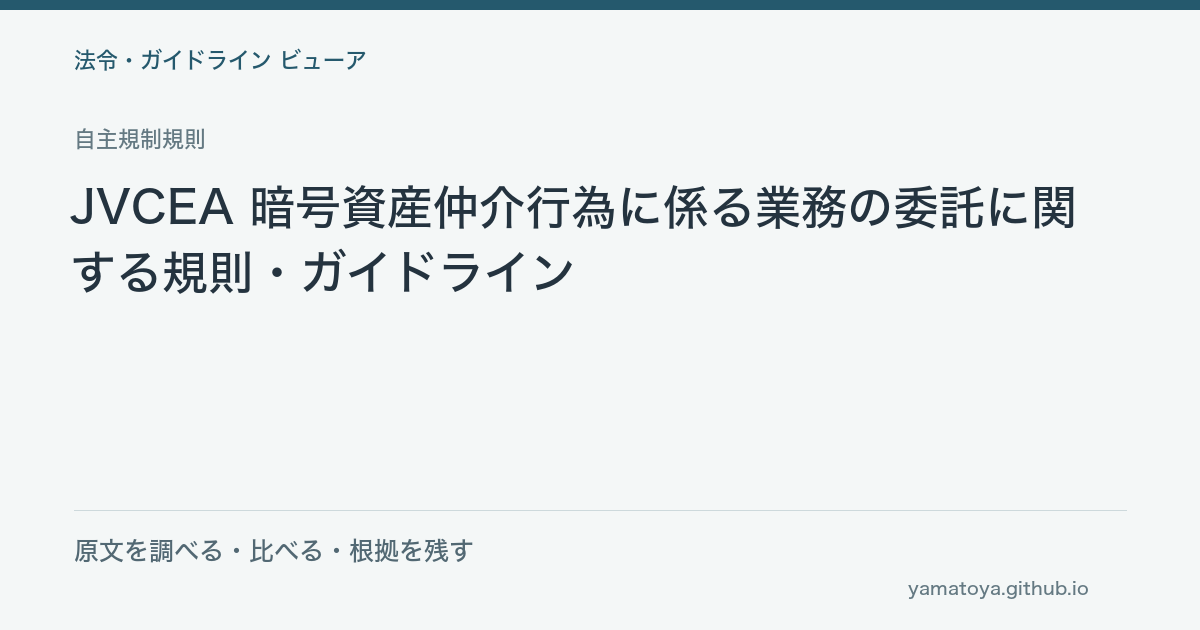 法令・ガイドライン ビューア
自主規制規則
JVCEA 暗号資産仲介行為に係る業務の委託に関
する規則・ガイドライン
原文を調べる・比べる・根拠を残す
yamatoya.github.io